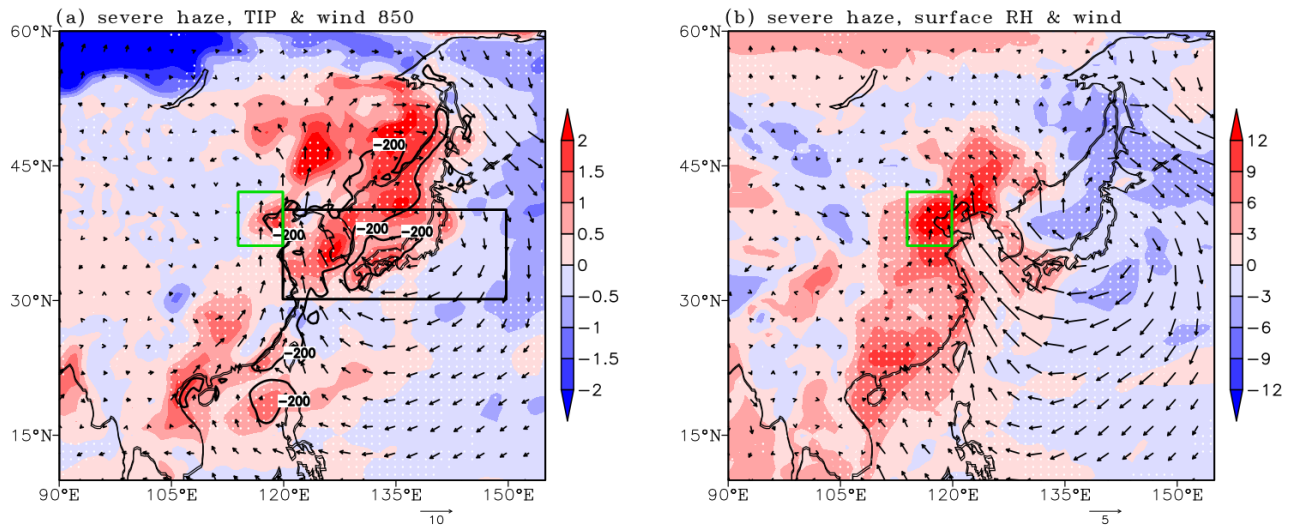 (a) severe haze, TIP & wind 850
60°N
45°N
30°N
15°N
90°E
105°E
120°E
135°E
150°E
-200
-200
-200
-200
-200
-200
2
1.5
1
0.5
0
-0.5
-1
-1.5
-2
10
(b) severe haze, surface RH & wind
60°N
45°N
30°N
15°N
90°E
105°E
120°E
135°E
150°E
12
9
6
3
0
-3
-6
-9
-12
5